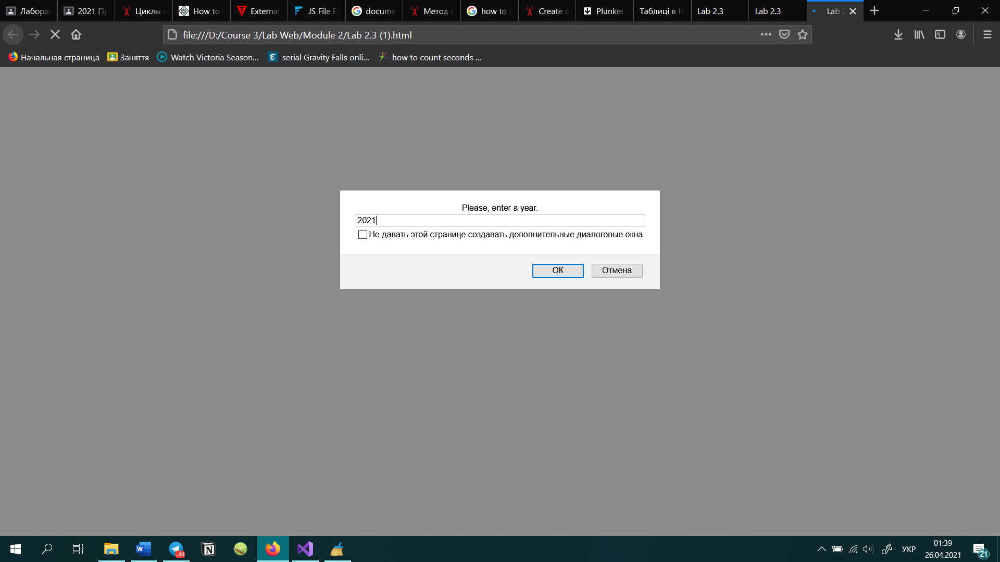 Лаборат
2021 Пр
Циклы
How to
External
JS File Fo
docume
Метод
how to
Create a
Plunker
Таблиці в H
Lab 2.3
Lab 2.3
Lab 2
file:///D:/Course 3/Lab Web/Module 2/Lab 2.3 (1).html
Начальная страница
Заняття
Watch Victoria Season...
serial Gravity Falls onli...
how to count seconds ...
Please, enter a year.
2021
Не давать этой странице создавать дополнительные диалоговые окна
ОК
Отмена
..48
УКР
01:39
26.04.2021
21